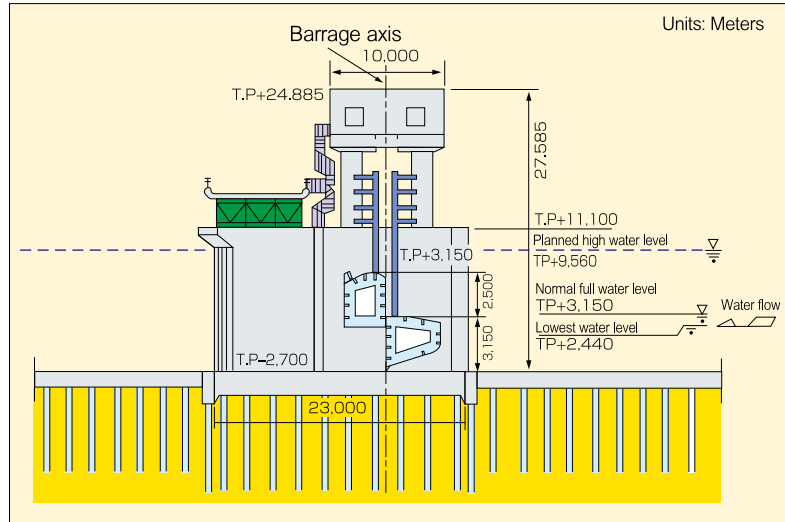 Units: Meters
Barrage axis
10,000
T.P+24.885
27.585
T.P+11,100
Planned high water level
TP+9,560
T.P+3,150
2,500
Normal full water level
TP+3,150
Water flow
Lowest water level
TP+2,440
3,150
T.P–2,700
23,000